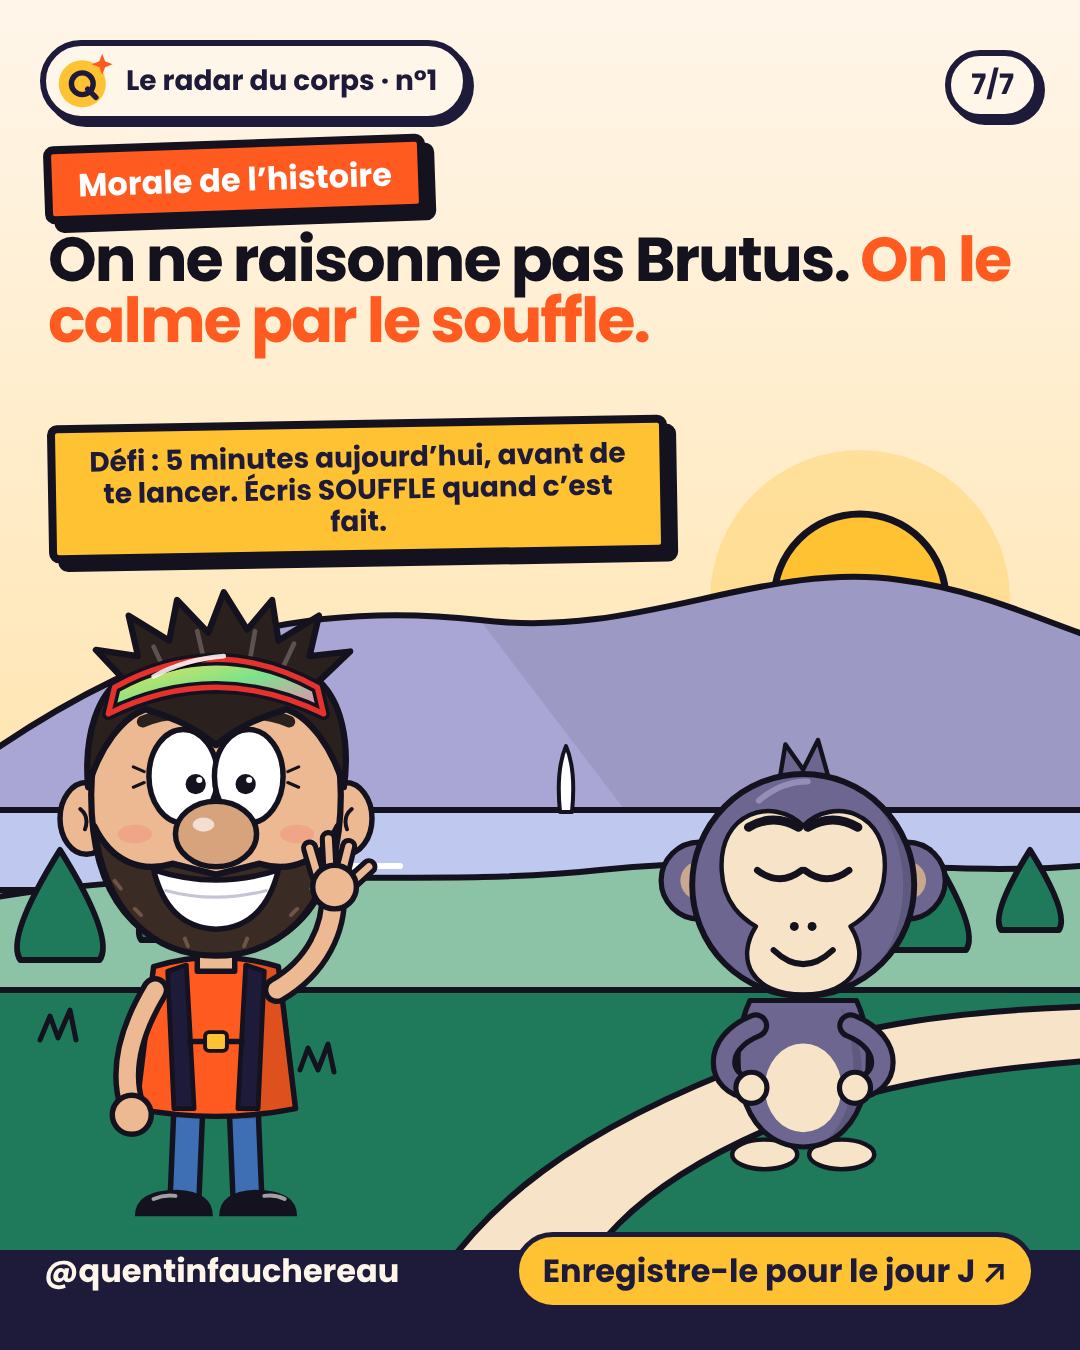 Q Le radar du corps · n°1
7/7
Morale de l’histoire
On ne raisonne pas Brutus. On le
calme par le souffle.
Défi : 5 minutes aujourd’hui, avant de
te lancer. Écris SOUFFLE quand c’est
fait.
@quentinfauchereau
Enregistre-le pour le jour J ↗